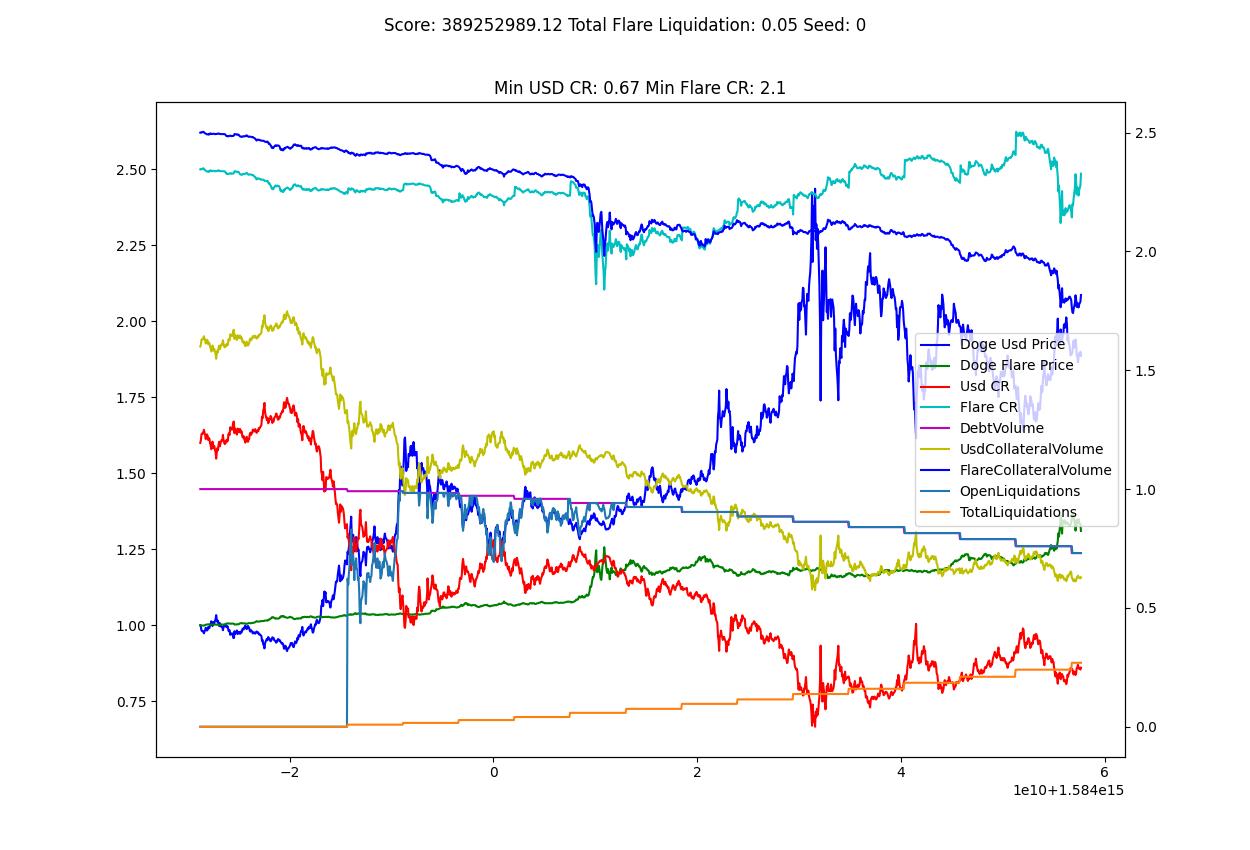 Score: 389252989.12 Total Flare Liquidation: 0.05 Seed: 0
Min USD CR: 0.67 Min Flare CR: 2.1
2.50
2.25
2.00
1.75
1.50
1.25
1.00
0.75
2.5
2.0
1.5
1.0
0.5
0.0
Doge Usd Price
Doge Flare Price
Usd CR
Flare CR
DebtVolume
UsdCollateralVolume
FlareCollateralVolume
OpenLiquidations
TotalLiquidations
−2 0 2 4 6
1e10+1.584e15